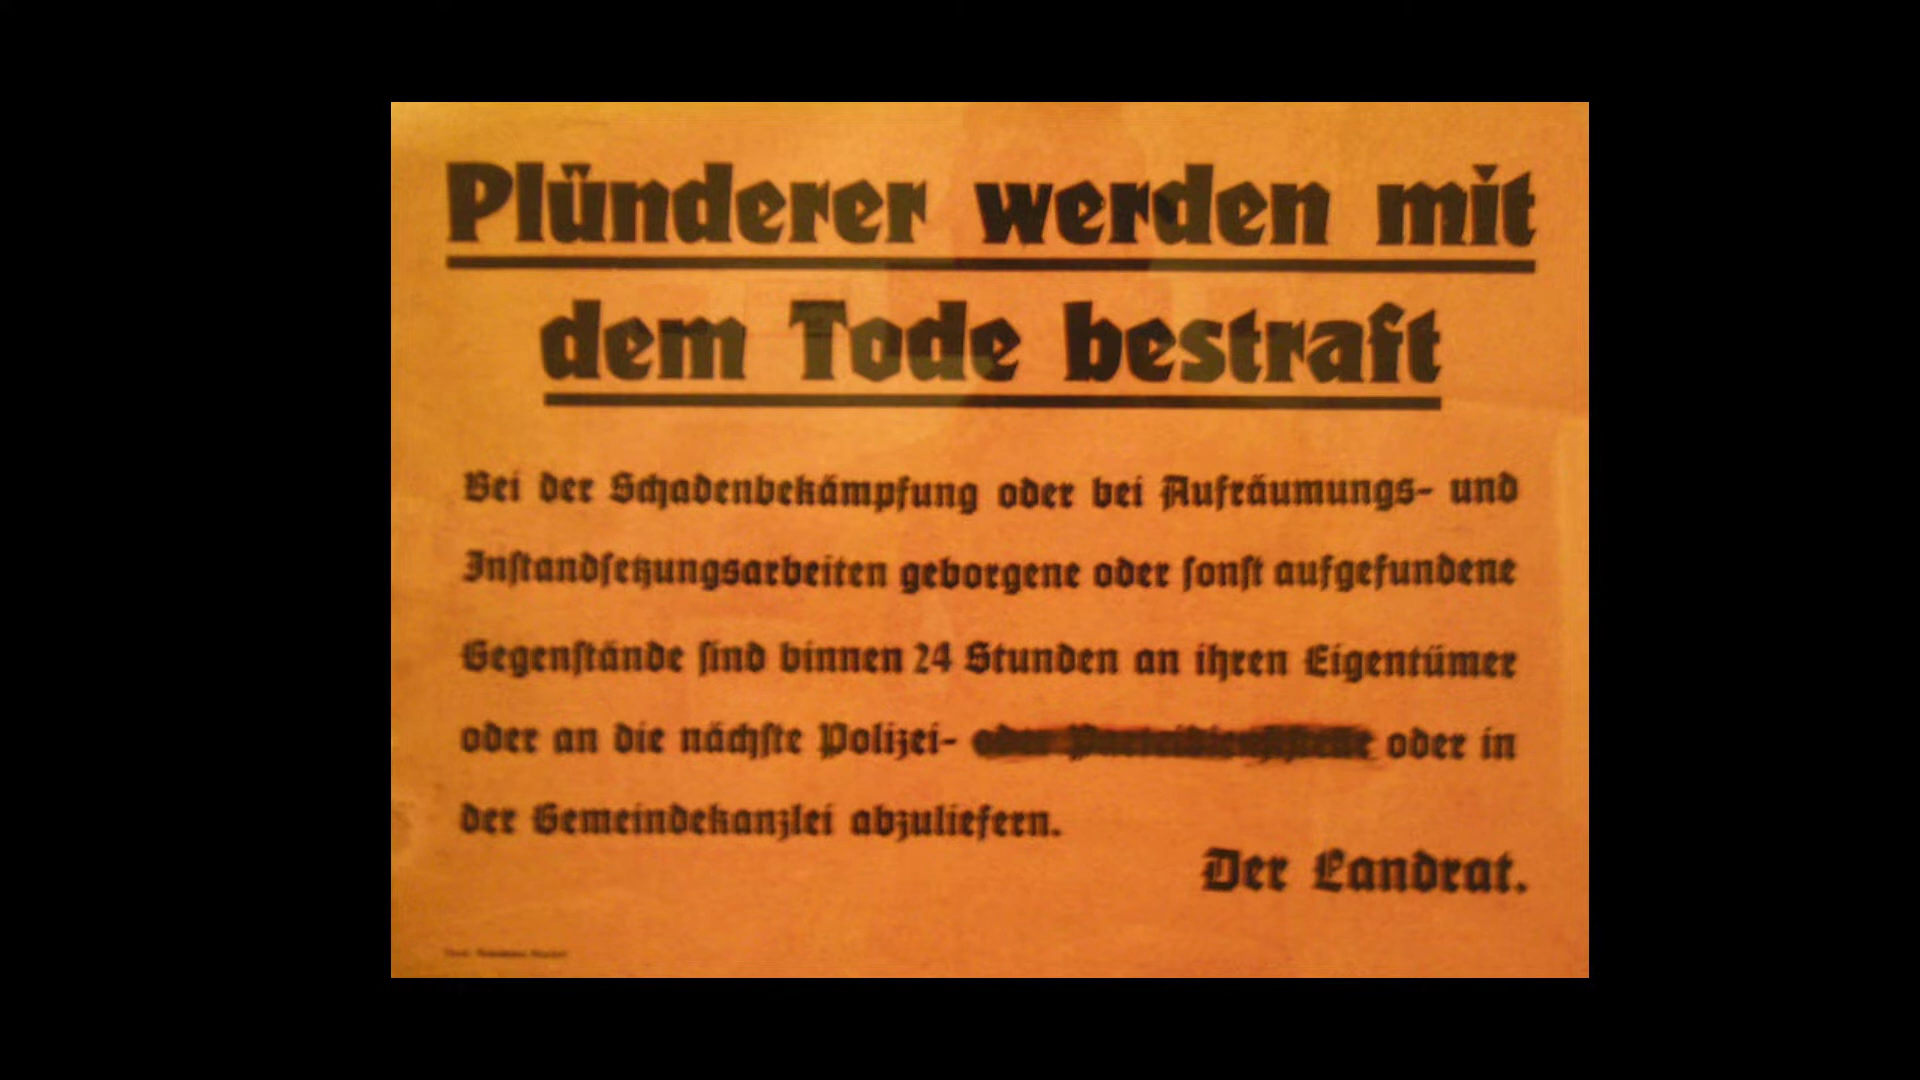 Plünderer werden mit
dem Tode bestraft
Bei der Schadenbekämpfung oder bei Aufräumungs- und
Instandsetzungsarbeiten geborgene oder sonst aufgefundene
Gegenstände sind binnen 24 Stunden an ihren Eigentümer
oder an die nächste Polizei- oder in
der Gemeindekanzlei abzuliefern.
Der Landrat.